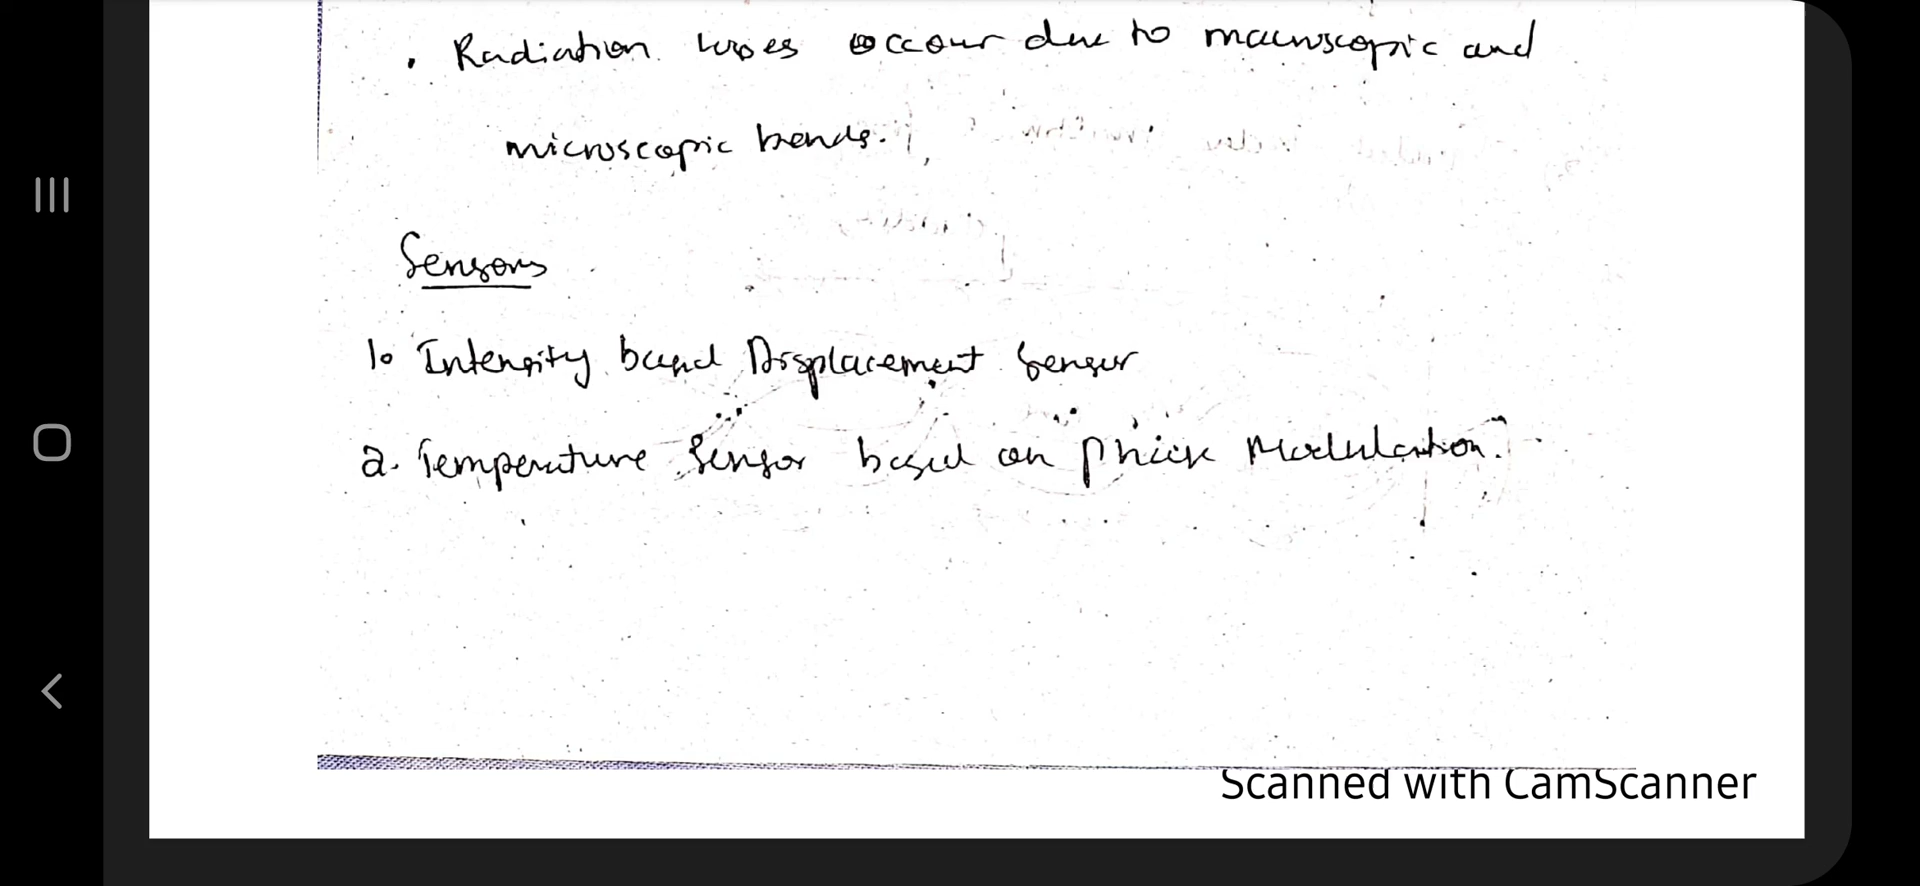 . Radiation losses occour due to macroscopic and
microscopic bends.
Sensors
1. Intensity based Displacement Sensor
2. Temperature Sensor based on Phase Modulation.
Scanned with CamScanner